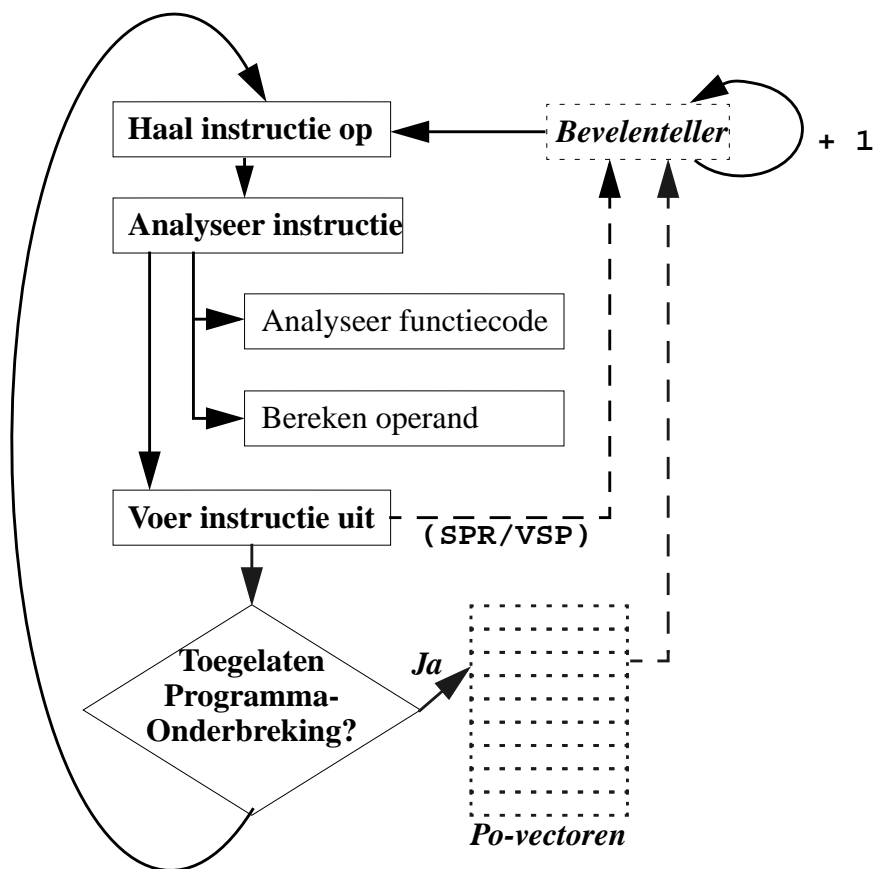 Haal instructie op
Bevelenteller
+ 1
Analyseer instructie
Analyseer functiecode
Bereken operand
Voer instructie uit
(SPR/VSP)
Toegelaten
Programma-
Onderbreking?
Ja
Po-vectoren